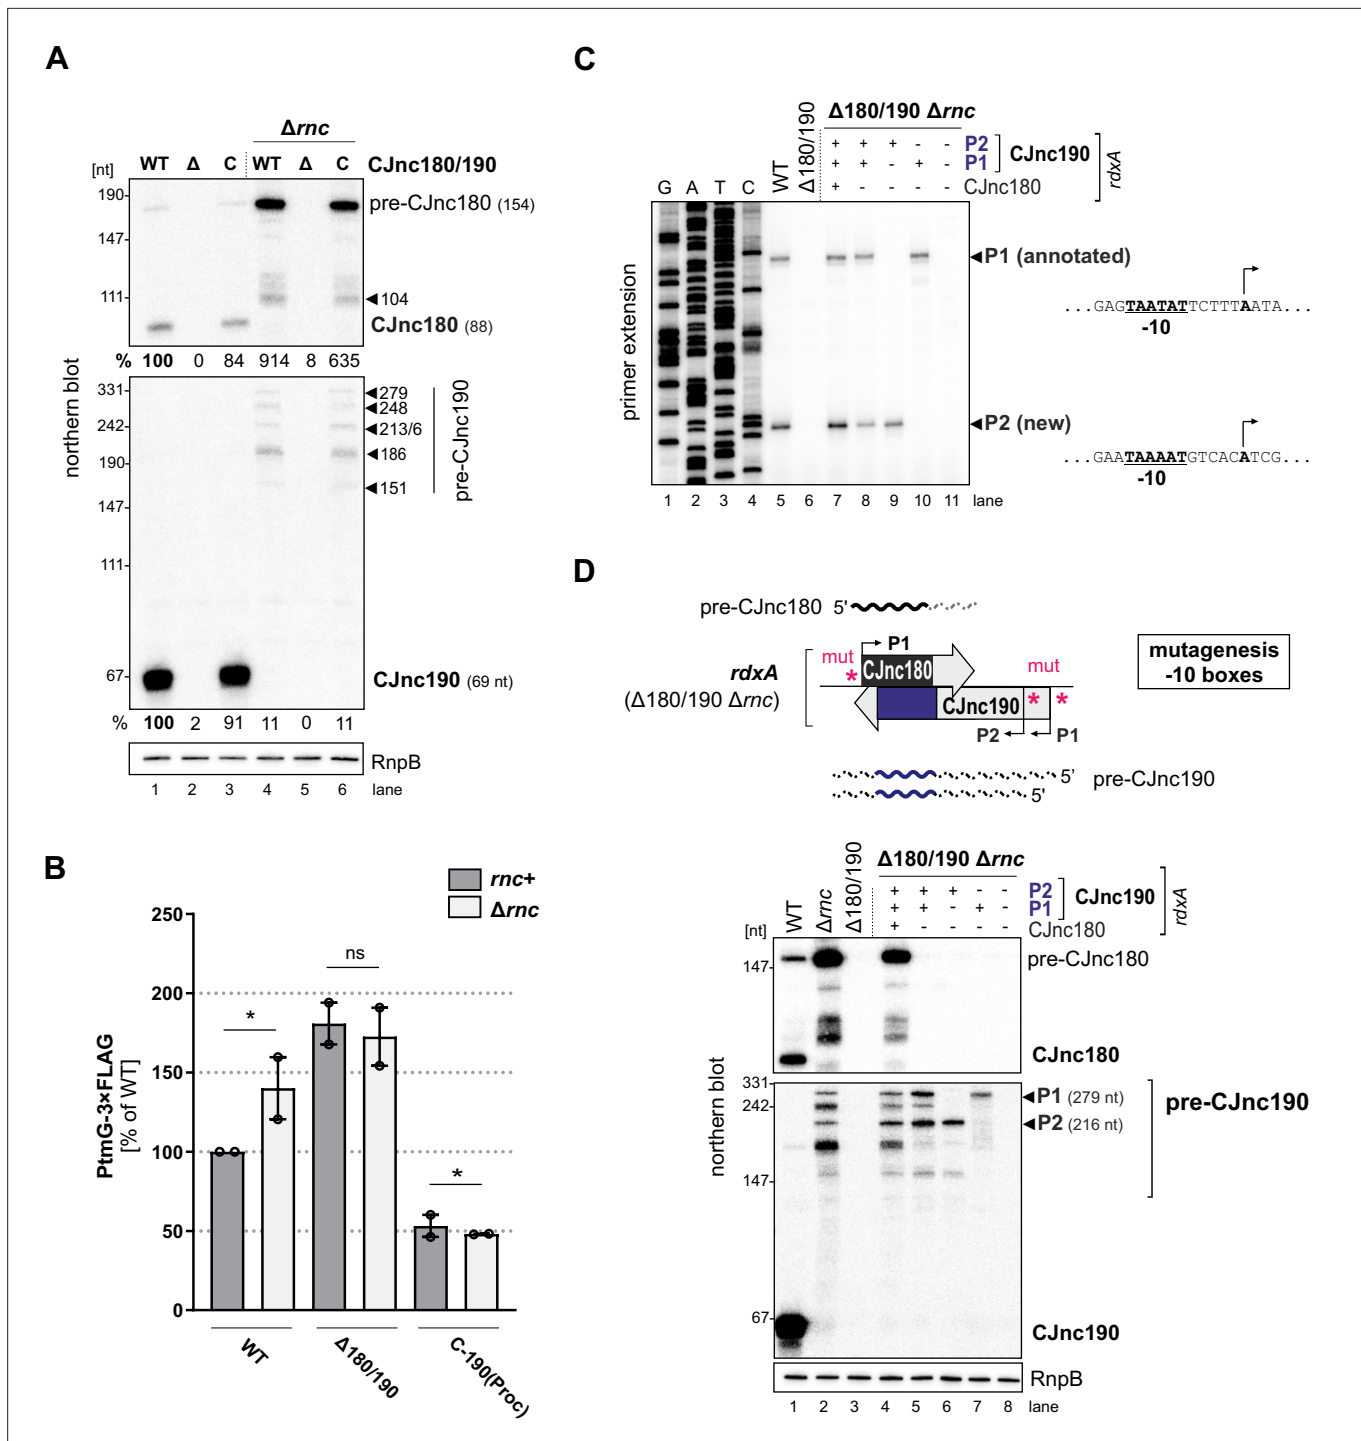 A
Δrnc
[nt] WT Δ C WT Δ C CJnc180/190
190
147
111
pre-CJnc180 (154)
104
CJnc180 (88)
% 100 0 84 914 8 635
northern blot
331
242
190
147
111
67
279
248
213/6
186
151
pre-CJnc190
CJnc190 (69 nt)
% 100 2 91 11 0 11
RnpB
1 2 3 4 5 6 lane
B
rnc+
Δrnc
PtmG-3×FLAG
[% of WT]
250
200
150
100
50
0
*
ns
*
WT
Δ180/190
C-190(Proc)
C
WT
Δ180/190
Δ180/190 Δrnc
+ + + - - P2
+ + - + - P1
CJnc190
+ - - - - CJnc180
rdxA
G A T C
primer extension
P1 (annotated)
...GAGTAATATTCTTTAATA...
-10
P2 (new)
...GAATAAAATGTCACATCG...
-10
1 2 3 4 5 6 7 8 9 10 11 lane
D
pre-CJnc180 5'
P1
mut
*
CJnc180
mut
rdxA
(Δ180/190 Δrnc)
CJnc190
*
*
P2
P1
mutagenesis
-10 boxes
5'
5'
pre-CJnc190
WT
Δrnc
Δ180/190
Δ180/190 Δrnc
+ + + - - P2
+ + - + - P1
CJnc190
+ - - - - CJnc180
rdxA
[nt]
147
pre-CJnc180
CJnc180
northern blot
331
242
147
67
P1 (279 nt)
P2 (216 nt)
pre-CJnc190
CJnc190
RnpB
1 2 3 4 5 6 7 8 lane